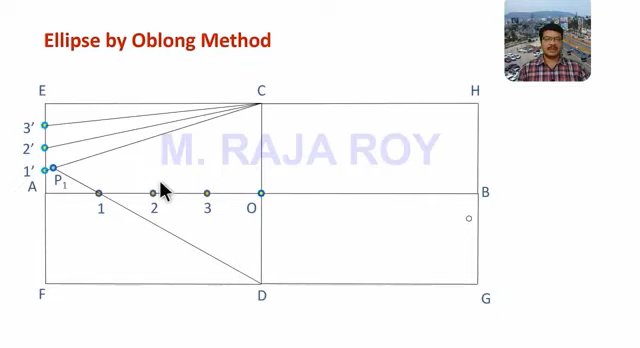 Ellipse by Oblong Method
E
C
H
3'
2'
M. RAJA ROY
1'
P1
A
B
1
2
3
O
F
D
G